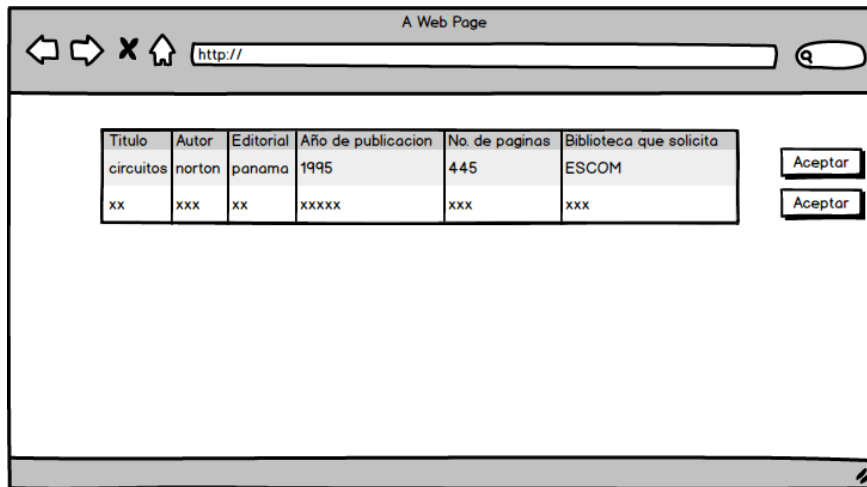 A Web Page
http://
Titulo Autor Editorial Año de publicacion No. de paginas Biblioteca que solicita
circuitos norton panama 1995 445 ESCOM Aceptar
xx xxx xx xxxxx xxx xxx Aceptar